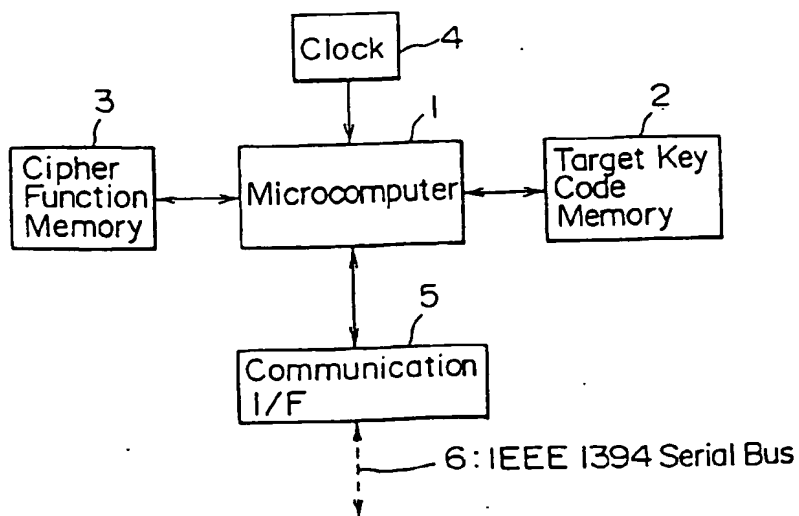 Clock
4
3
1
2
Cipher
Function
Memory
Microcomputer
Target Key
Code
Memory
5
Communication
I/F
6: IEEE 1394 Serial Bus